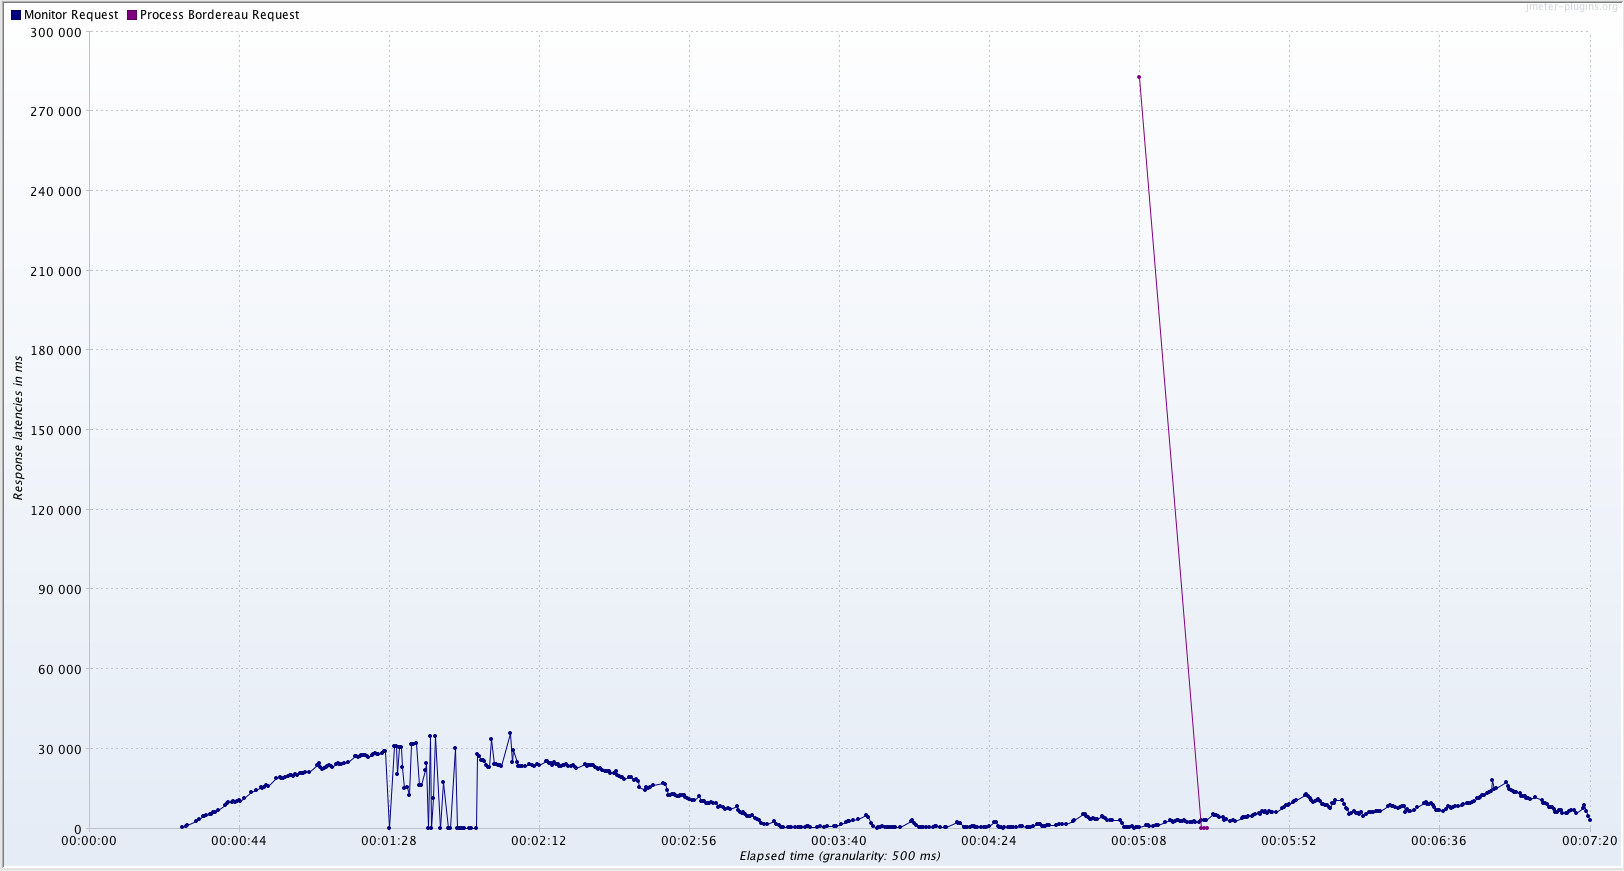 jmeter-plugins.org
Monitor Request Process Bordereau Request
300 000
270 000
240 000
210 000
180 000
150 000
120 000
90 000
60 000
30 000
0
Response latencies in ms
00:00:00 00:00:44 00:01:28 00:02:12 00:02:56 00:03:40 00:04:24 00:05:08 00:05:52 00:06:36 00:07:20
Elapsed time (granularity: 500 ms)